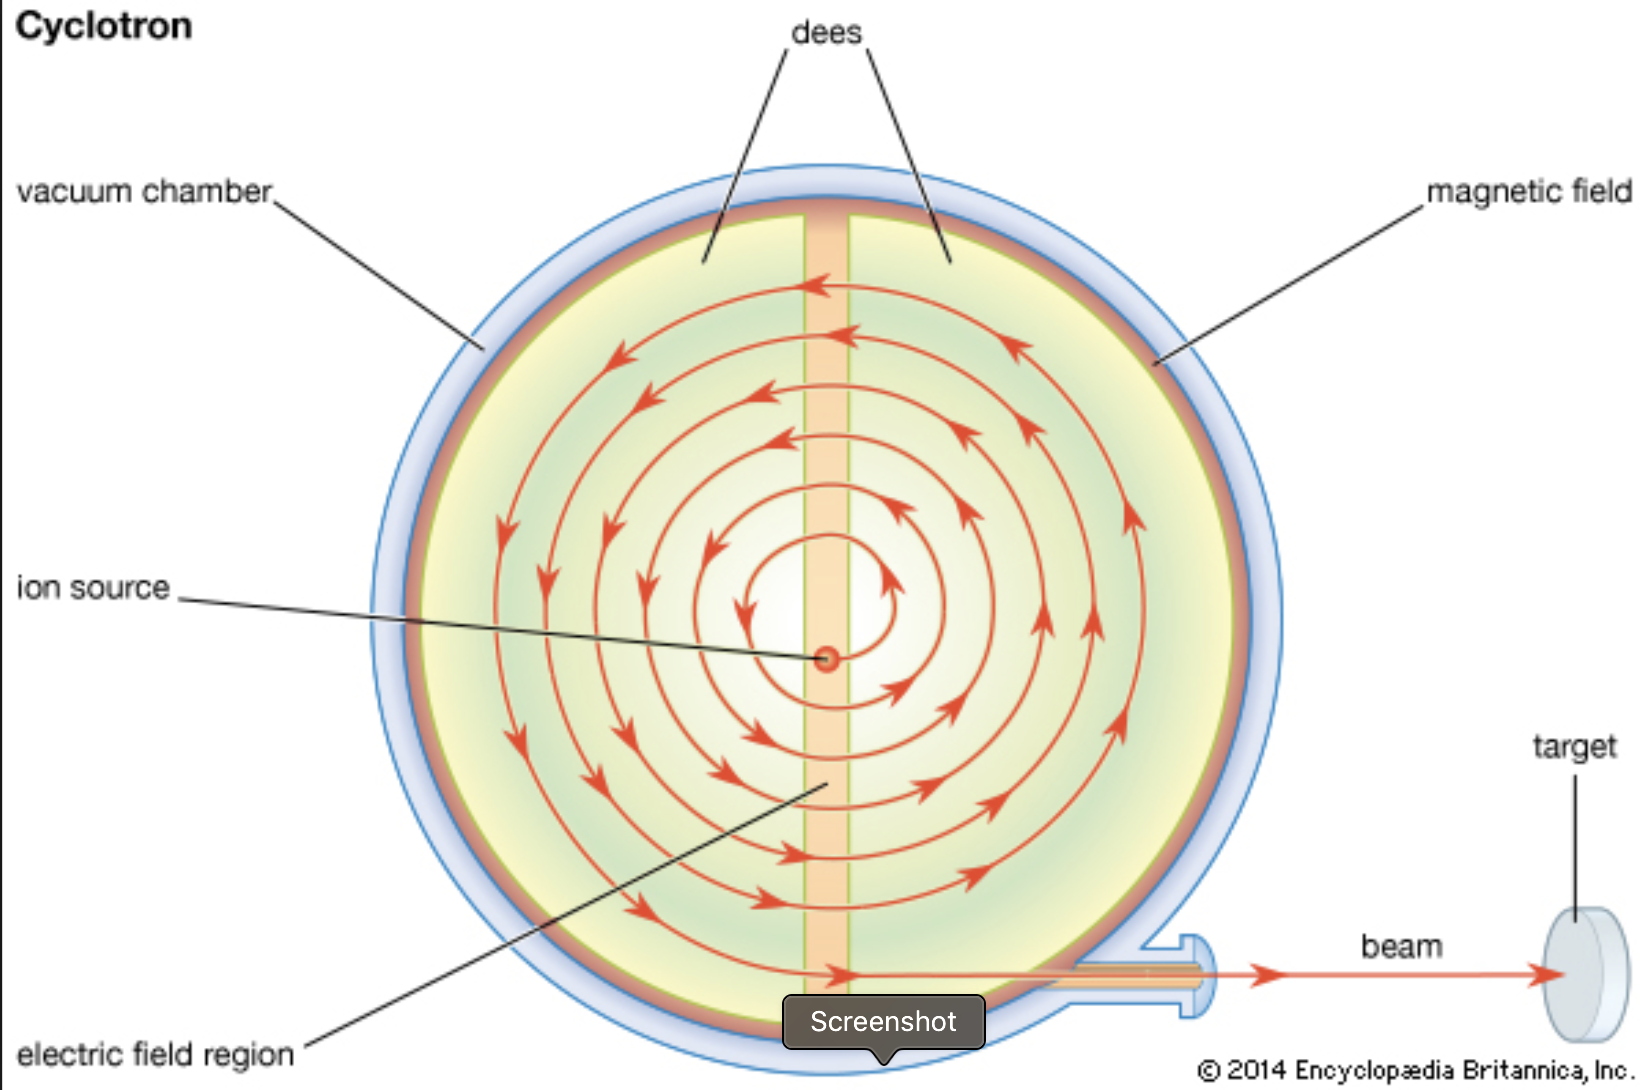 Cyclotron
dees
vacuum chamber
magnetic field
ion source
target
beam
Screenshot
electric field region
© 2014 Encyclopædia Britannica, Inc.